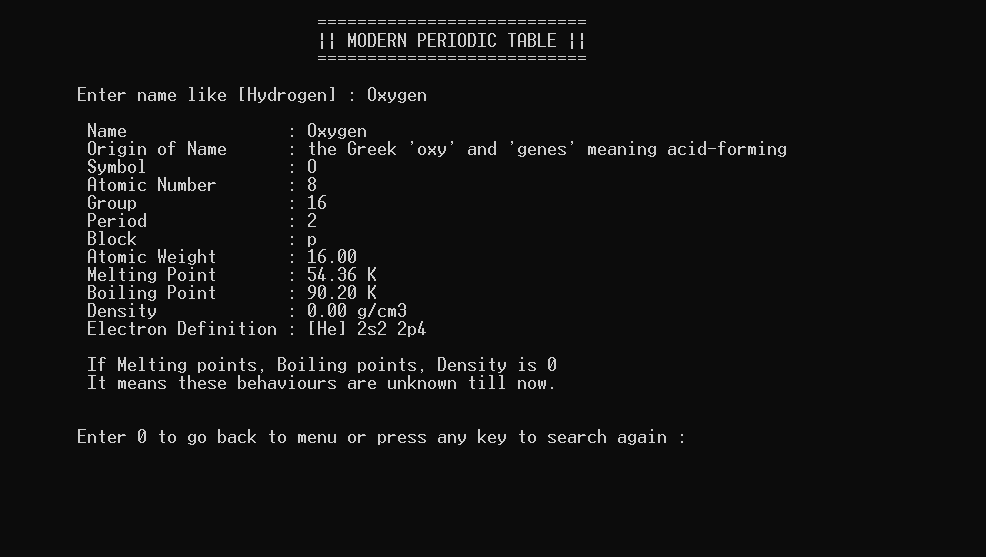 ===========================
|| MODERN PERIODIC TABLE ||
===========================
Enter name like [Hydrogen] : Oxygen
Name : Oxygen
Origin of Name : the Greek 'oxy' and 'genes' meaning acid-forming
Symbol : O
Atomic Number : 8
Group : 16
Period : 2
Block : p
Atomic Weight : 16.00
Melting Point : 54.36 K
Boiling Point : 90.20 K
Density : 0.00 g/cm3
Electron Definition : [He] 2s2 2p4
If Melting points, Boiling points, Density is 0
It means these behaviours are unknown till now.
Enter 0 to go back to menu or press any key to search again :